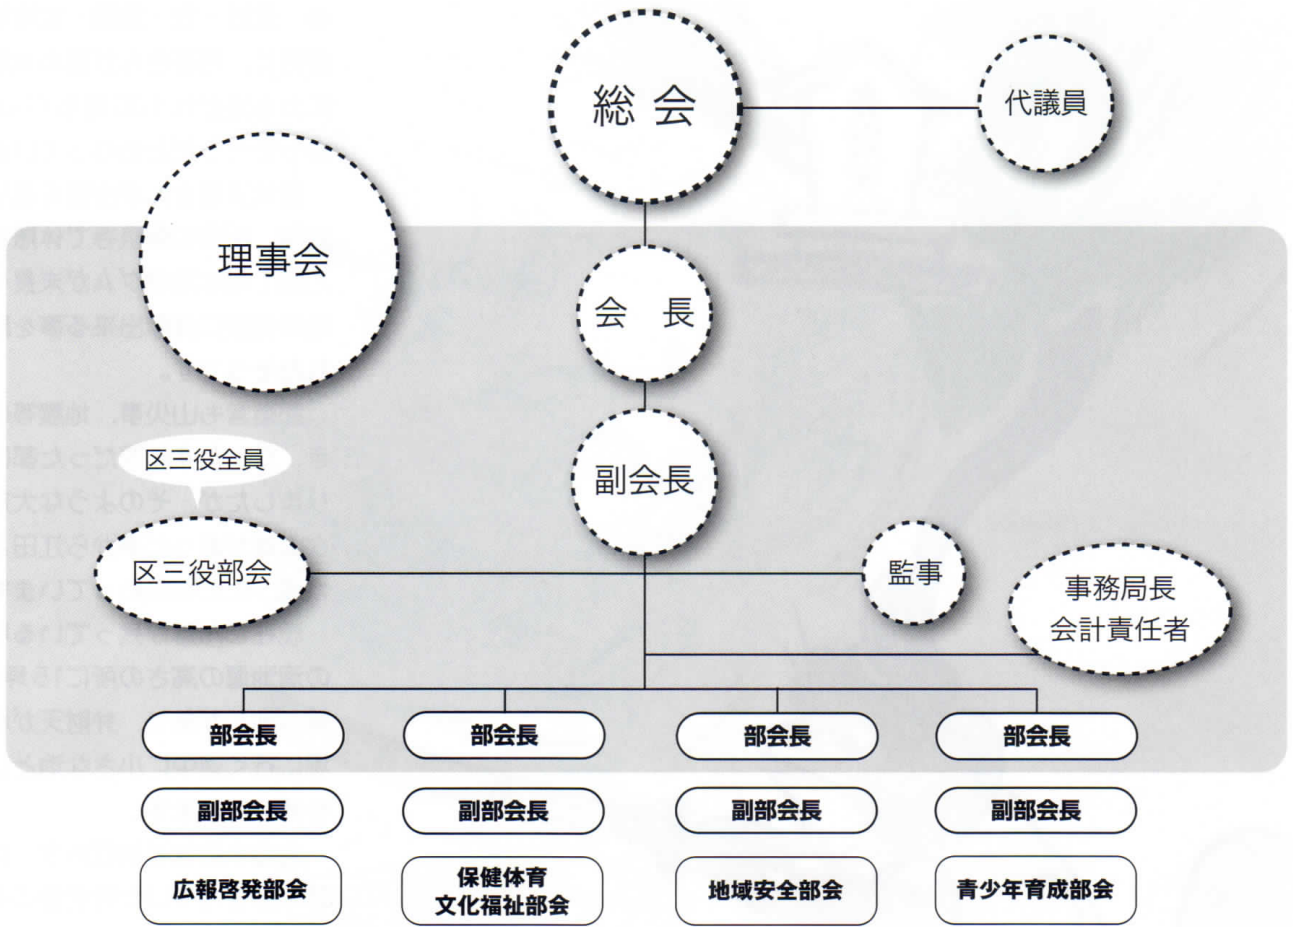 総会
代議員
理事会
会 長
副会長
区三役全員
区三役部会
監事
事務局長
会計責任者
部会長
部会長
部会長
部会長
副部会長
副部会長
副部会長
副部会長
広報啓発部会
保健体育
文化福祉部会
地域安全部会
青少年育成部会